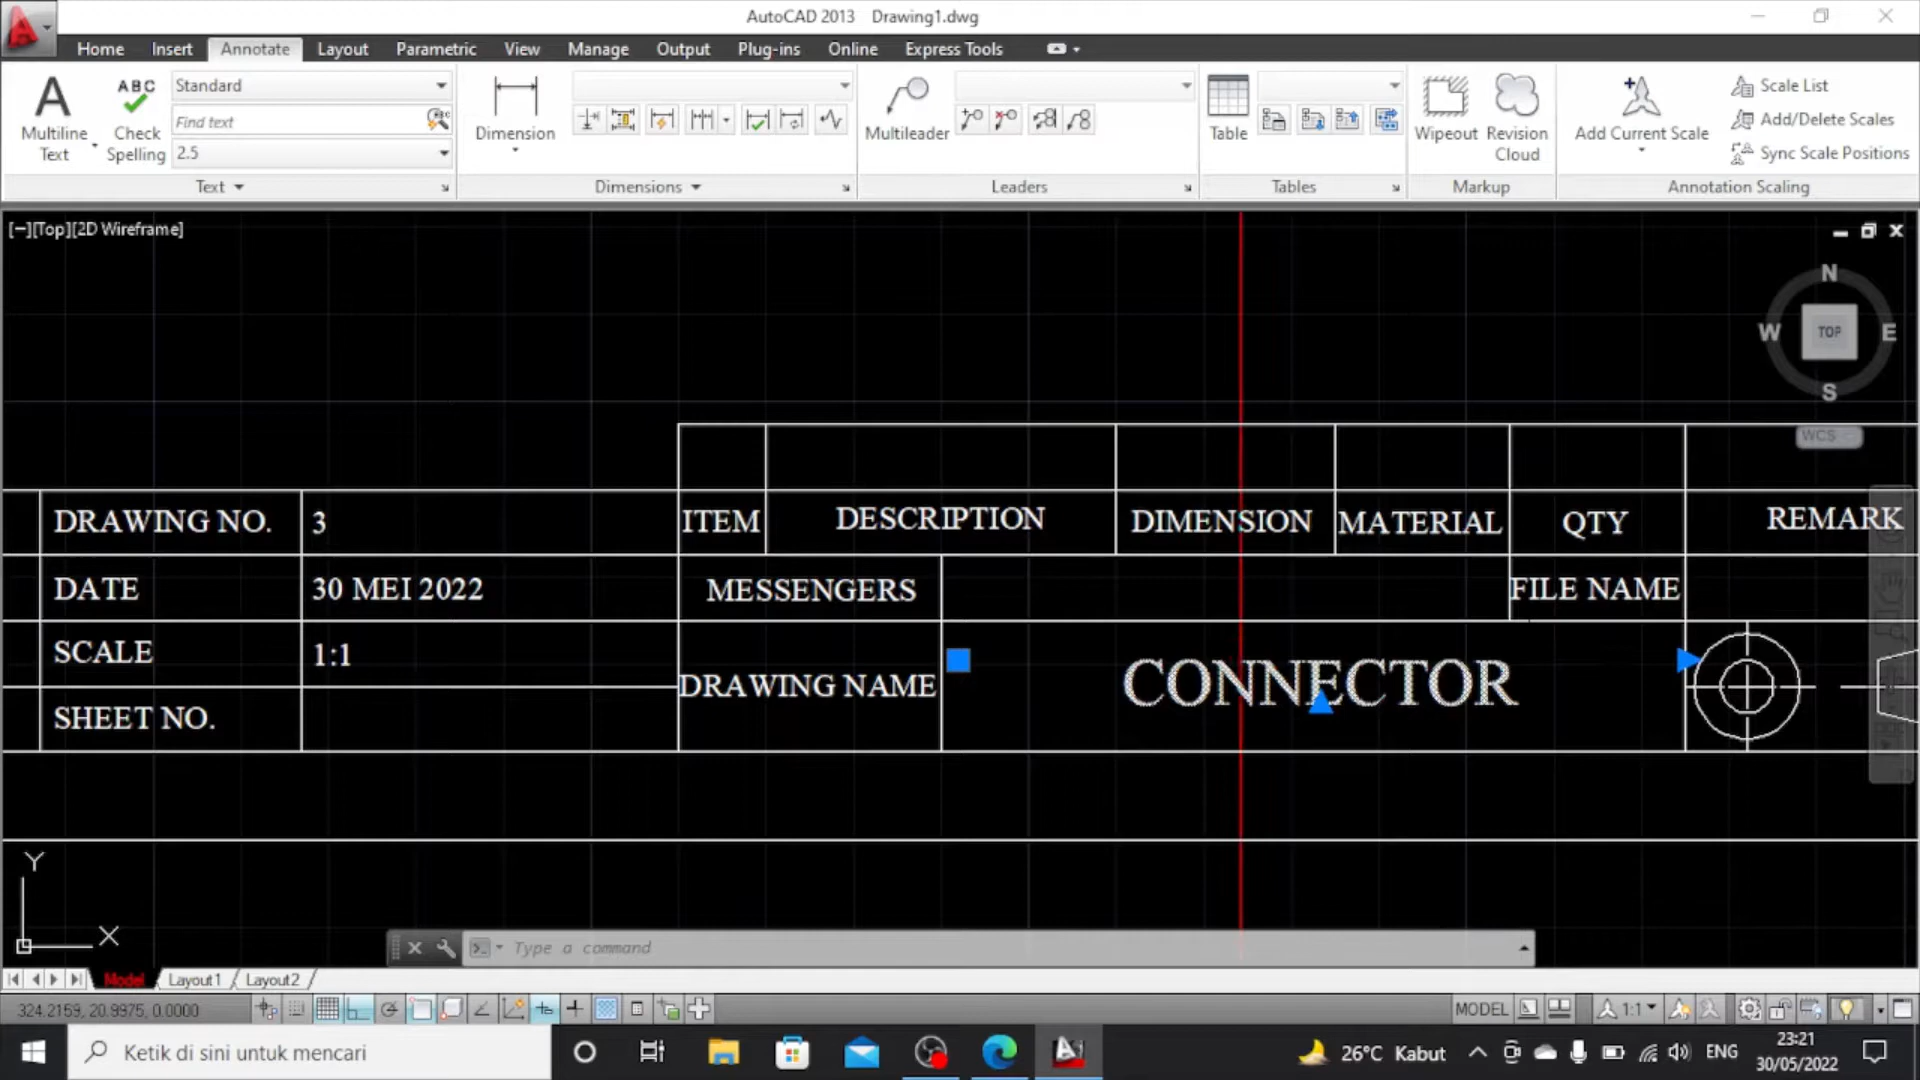 AutoCAD 2013 Drawing1.dwg
Home Insert Annotate Layout Parametric View Manage Output Plug-ins Online Express Tools
A Multiline Text
ABC Check Spelling
Standard
Find text
2.5
Dimension
Multileader
Table
Wipeout
Revision Cloud
Add Current Scale
Scale List
Add/Delete Scales
Sync Scale Positions
Text Dimensions Leaders Tables Markup Annotation Scaling
[−][Top][2D Wireframe]
N
W TOP E
S
WCS
DRAWING NO. 3 ITEM DESCRIPTION DIMENSION MATERIAL QTY REMARK
DATE 30 MEI 2022 MESSENGERS FILE NAME
SCALE 1:1
DRAWING NAME CONNECTOR
SHEET NO.
Y
X
Type a command
Model Layout1 Layout2
324.2159, 20.9975, 0.0000 MODEL 1:1
Ketik di sini untuk mencari
26°C Kabut
ENG
23:21
30/05/2022